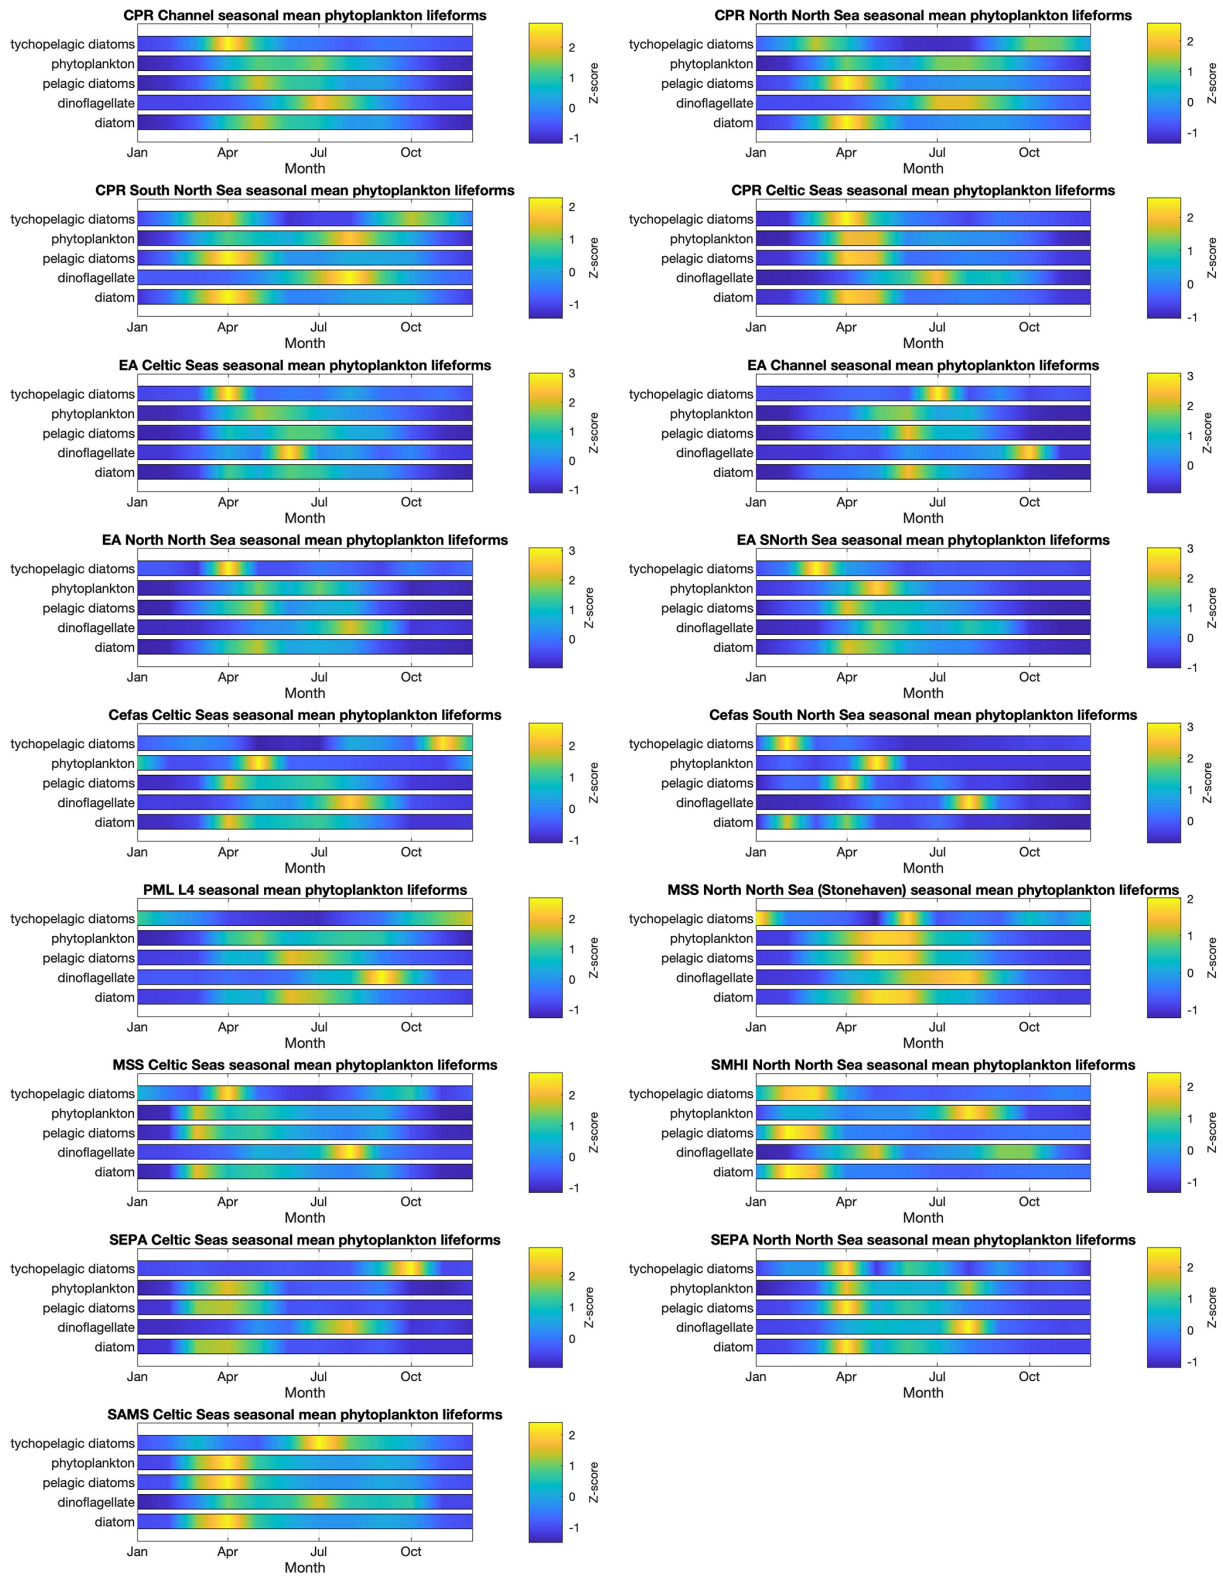 CPR Channel seasonal mean phytoplankton lifeforms
tychopelagic diatoms
phytoplankton
pelagic diatoms
dinoflagellate
diatom
Jan Apr Jul Oct
Month
2
1
0
-1
Z-score
CPR North North Sea seasonal mean phytoplankton lifeforms
tychopelagic diatoms
phytoplankton
pelagic diatoms
dinoflagellate
diatom
Jan Apr Jul Oct
Month
2
1
0
-1
Z-score
CPR South North Sea seasonal mean phytoplankton lifeforms
tychopelagic diatoms
phytoplankton
pelagic diatoms
dinoflagellate
diatom
Jan Apr Jul Oct
Month
2
1
0
-1
Z-score
CPR Celtic Seas seasonal mean phytoplankton lifeforms
tychopelagic diatoms
phytoplankton
pelagic diatoms
dinoflagellate
diatom
Jan Apr Jul Oct
Month
2
1
0
-1
Z-score
EA Celtic Seas seasonal mean phytoplankton lifeforms
tychopelagic diatoms
phytoplankton
pelagic diatoms
dinoflagellate
diatom
Jan Apr Jul Oct
Month
3
2
1
0
-1
Z-score
EA Channel seasonal mean phytoplankton lifeforms
tychopelagic diatoms
phytoplankton
pelagic diatoms
dinoflagellate
diatom
Jan Apr Jul Oct
Month
3
2
1
0
Z-score
EA North North Sea seasonal mean phytoplankton lifeforms
tychopelagic diatoms
phytoplankton
pelagic diatoms
dinoflagellate
diatom
Jan Apr Jul Oct
Month
3
2
1
0
Z-score
EA SNorth Sea seasonal mean phytoplankton lifeforms
tychopelagic diatoms
phytoplankton
pelagic diatoms
dinoflagellate
diatom
Jan Apr Jul Oct
Month
3
2
1
0
-1
Z-score
Cefas Celtic Seas seasonal mean phytoplankton lifeforms
tychopelagic diatoms
phytoplankton
pelagic diatoms
dinoflagellate
diatom
Jan Apr Jul Oct
Month
2
1
0
-1
Z-score
Cefas South North Sea seasonal mean phytoplankton lifeforms
tychopelagic diatoms
phytoplankton
pelagic diatoms
dinoflagellate
diatom
Jan Apr Jul Oct
Month
3
2
1
0
Z-score
PML L4 seasonal mean phytoplankton lifeforms
tychopelagic diatoms
phytoplankton
pelagic diatoms
dinoflagellate
diatom
Jan Apr Jul Oct
Month
2
1
0
-1
Z-score
MSS North North Sea (Stonehaven) seasonal mean phytoplankton lifeforms
tychopelagic diatoms
phytoplankton
pelagic diatoms
dinoflagellate
diatom
Jan Apr Jul Oct
Month
2
1
0
-1
Z-score
MSS Celtic Seas seasonal mean phytoplankton lifeforms
tychopelagic diatoms
phytoplankton
pelagic diatoms
dinoflagellate
diatom
Jan Apr Jul Oct
Month
2
1
0
-1
Z-score
SMHI North North Sea seasonal mean phytoplankton lifeforms
tychopelagic diatoms
phytoplankton
pelagic diatoms
dinoflagellate
diatom
Jan Apr Jul Oct
Month
2
1
0
-1
Z-score
SEPA Celtic Seas seasonal mean phytoplankton lifeforms
tychopelagic diatoms
phytoplankton
pelagic diatoms
dinoflagellate
diatom
Jan Apr Jul Oct
Month
2
1
0
Z-score
SEPA North North Sea seasonal mean phytoplankton lifeforms
tychopelagic diatoms
phytoplankton
pelagic diatoms
dinoflagellate
diatom
Jan Apr Jul Oct
Month
2
1
0
-1
Z-score
SAMS Celtic Seas seasonal mean phytoplankton lifeforms
tychopelagic diatoms
phytoplankton
pelagic diatoms
dinoflagellate
diatom
Jan Apr Jul Oct
Month
2
1
0
-1
Z-score